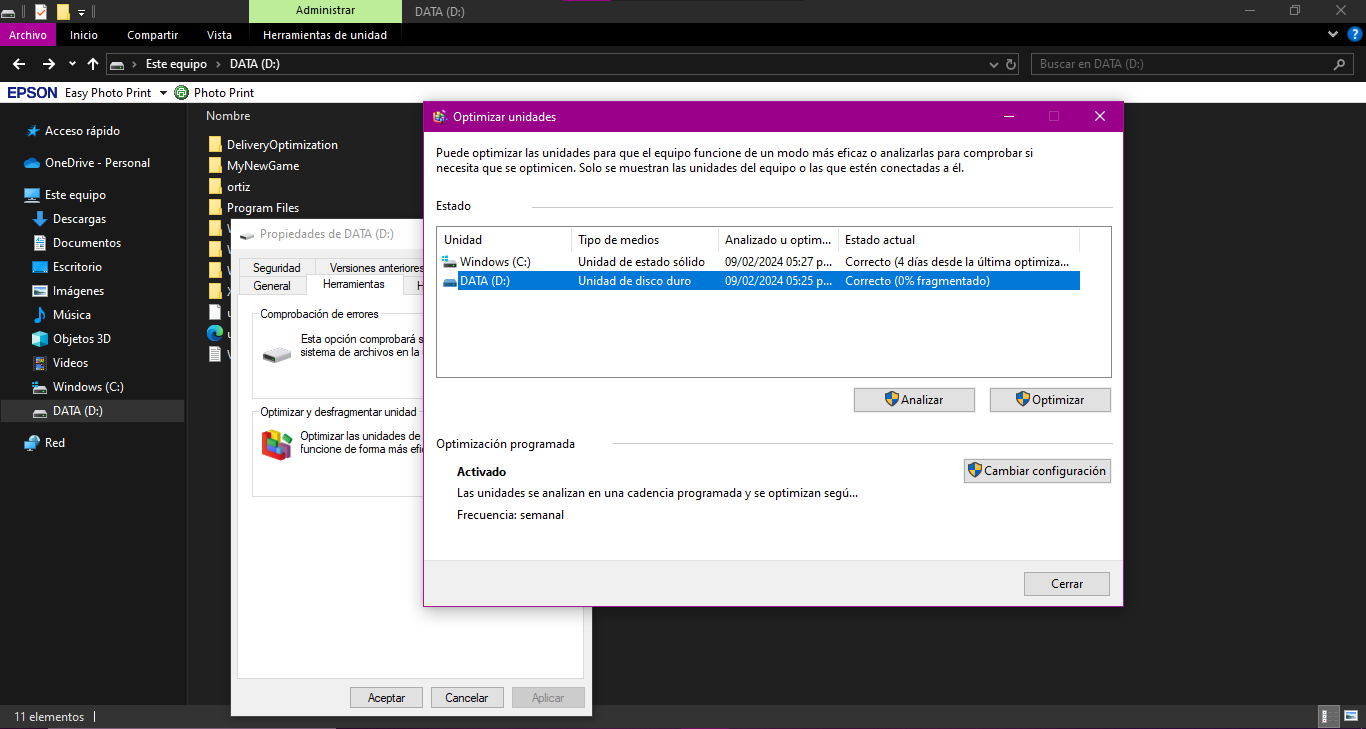 Administrar
DATA (D:)
Archivo
Inicio
Compartir
Vista
Herramientas de unidad
Este equipo
DATA (D:)
Buscar en DATA (D:)
EPSON Easy Photo Print
Photo Print
Acceso rápido
OneDrive - Personal
Este equipo
Descargas
Documentos
Escritorio
Imágenes
Música
Objetos 3D
Videos
Windows (C:)
DATA (D:)
Red
Nombre
DeliveryOptimization
MyNewGame
ortiz
Program Files
Propiedades de DATA (D:)
Seguridad
Versiones anteriores
General
Herramientas
Comprobación de errores
Esta opción comprobará s
sistema de archivos en la
Optimizar y desfragmentar unidad
Optimizar las unidades de
funcione de forma más efi
Aceptar
Cancelar
Aplicar
Optimizar unidades
Puede optimizar las unidades para que el equipo funcione de un modo más eficaz o analizarlas para comprobar si
necesita que se optimicen. Solo se muestran las unidades del equipo o las que estén conectadas a él.
Estado
Unidad
Tipo de medios
Analizado u optim...
Estado actual
Windows (C:)
Unidad de estado sólido
09/02/2024 05:27 p...
Correcto (4 días desde la última optimiza...
DATA (D:)
Unidad de disco duro
09/02/2024 05:25 p...
Correcto (0% fragmentado)
Analizar
Optimizar
Optimización programada
Activado
Cambiar configuración
Las unidades se analizan en una cadencia programada y se optimizan segú...
Frecuencia: semanal
Cerrar
11 elementos